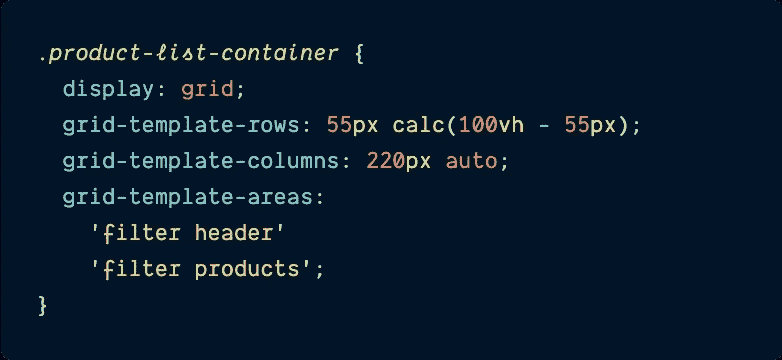 .product-list-container {
  display: grid;
  grid-template-rows: 55px calc(100vh - 55px);
  grid-template-columns: 220px auto;
  grid-template-areas:
    'filter header'
    'filter products';
}